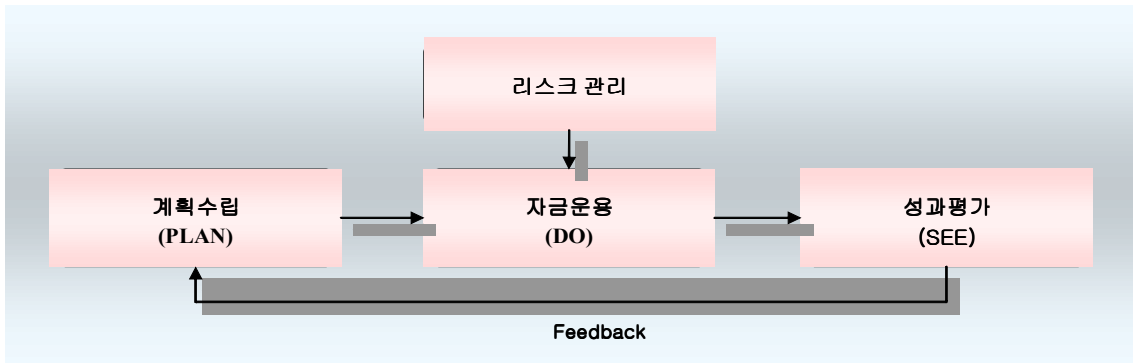 리스크 관리
계획수립
(PLAN)
자금운용
(DO)
성과평가
(SEE)
Feedback